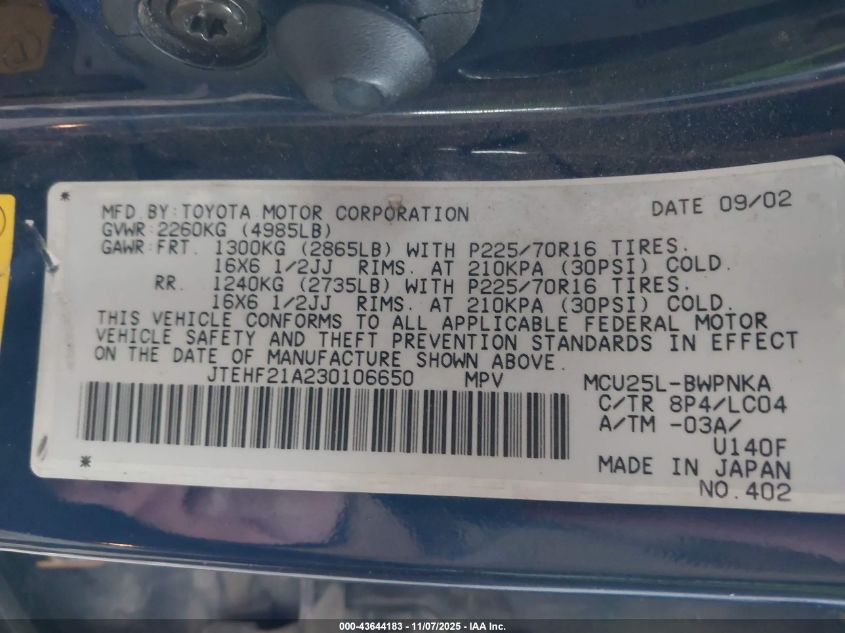 MFD BY:TOYOTA MOTOR CORPORATION DATE 09/02
GVWR:2260KG (4985LB)
GAWR:FRT. 1300KG (2865LB) WITH P225/70R16 TIRES.
16X6 1/2JJ RIMS. AT 210KPA (30PSI) COLD.
RR. 1240KG (2735LB) WITH P225/70R16 TIRES.
16X6 1/2JJ RIMS. AT 210KPA (30PSI) COLD.
THIS VEHICLE CONFORMS TO ALL APPLICABLE FEDERAL MOTOR
VEHICLE SAFETY AND THEFT PREVENTION STANDARDS IN EFFECT
ON THE DATE OF MANUFACTURE SHOWN ABOVE.
JTEHF21A230106650 MPV MCU25L-BWPNKA
C/TR 8P4/LC04
A/TM -03A/
U140F
MADE IN JAPAN
NO.402
000-43644183 - 11/07/2025 - IAA Inc.